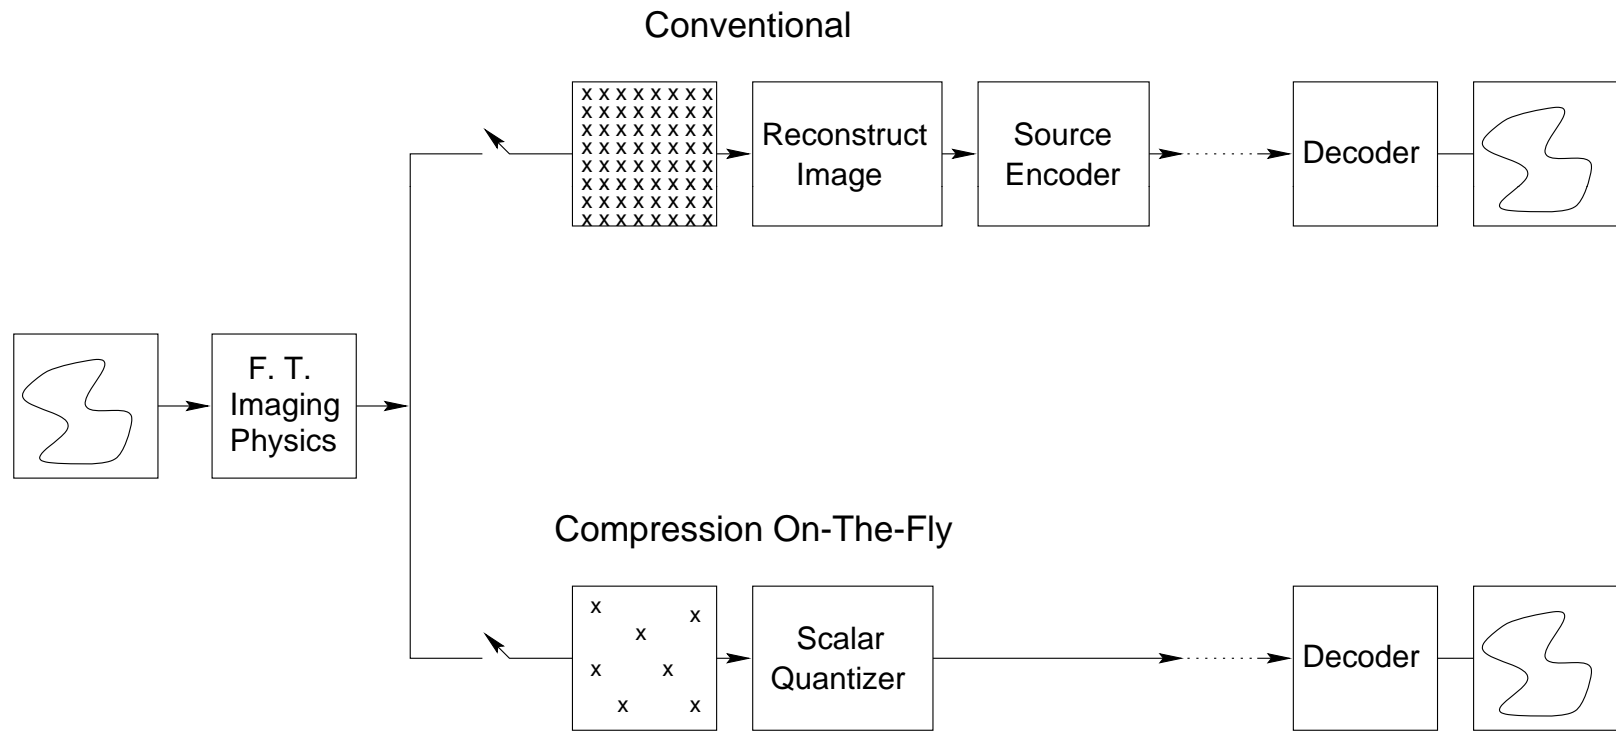 Conventional
x x x x x x x x
x x x x x x x x
x x x x x x x x
x x x x x x x x
x x x x x x x x
x x x x x x x x
x x x x x x x x
x x x x x x x x
Reconstruct
Image
Source
Encoder
Decoder
F. T.
Imaging
Physics
Compression On-The-Fly
x
x
x
x x
x x
Scalar
Quantizer
Decoder